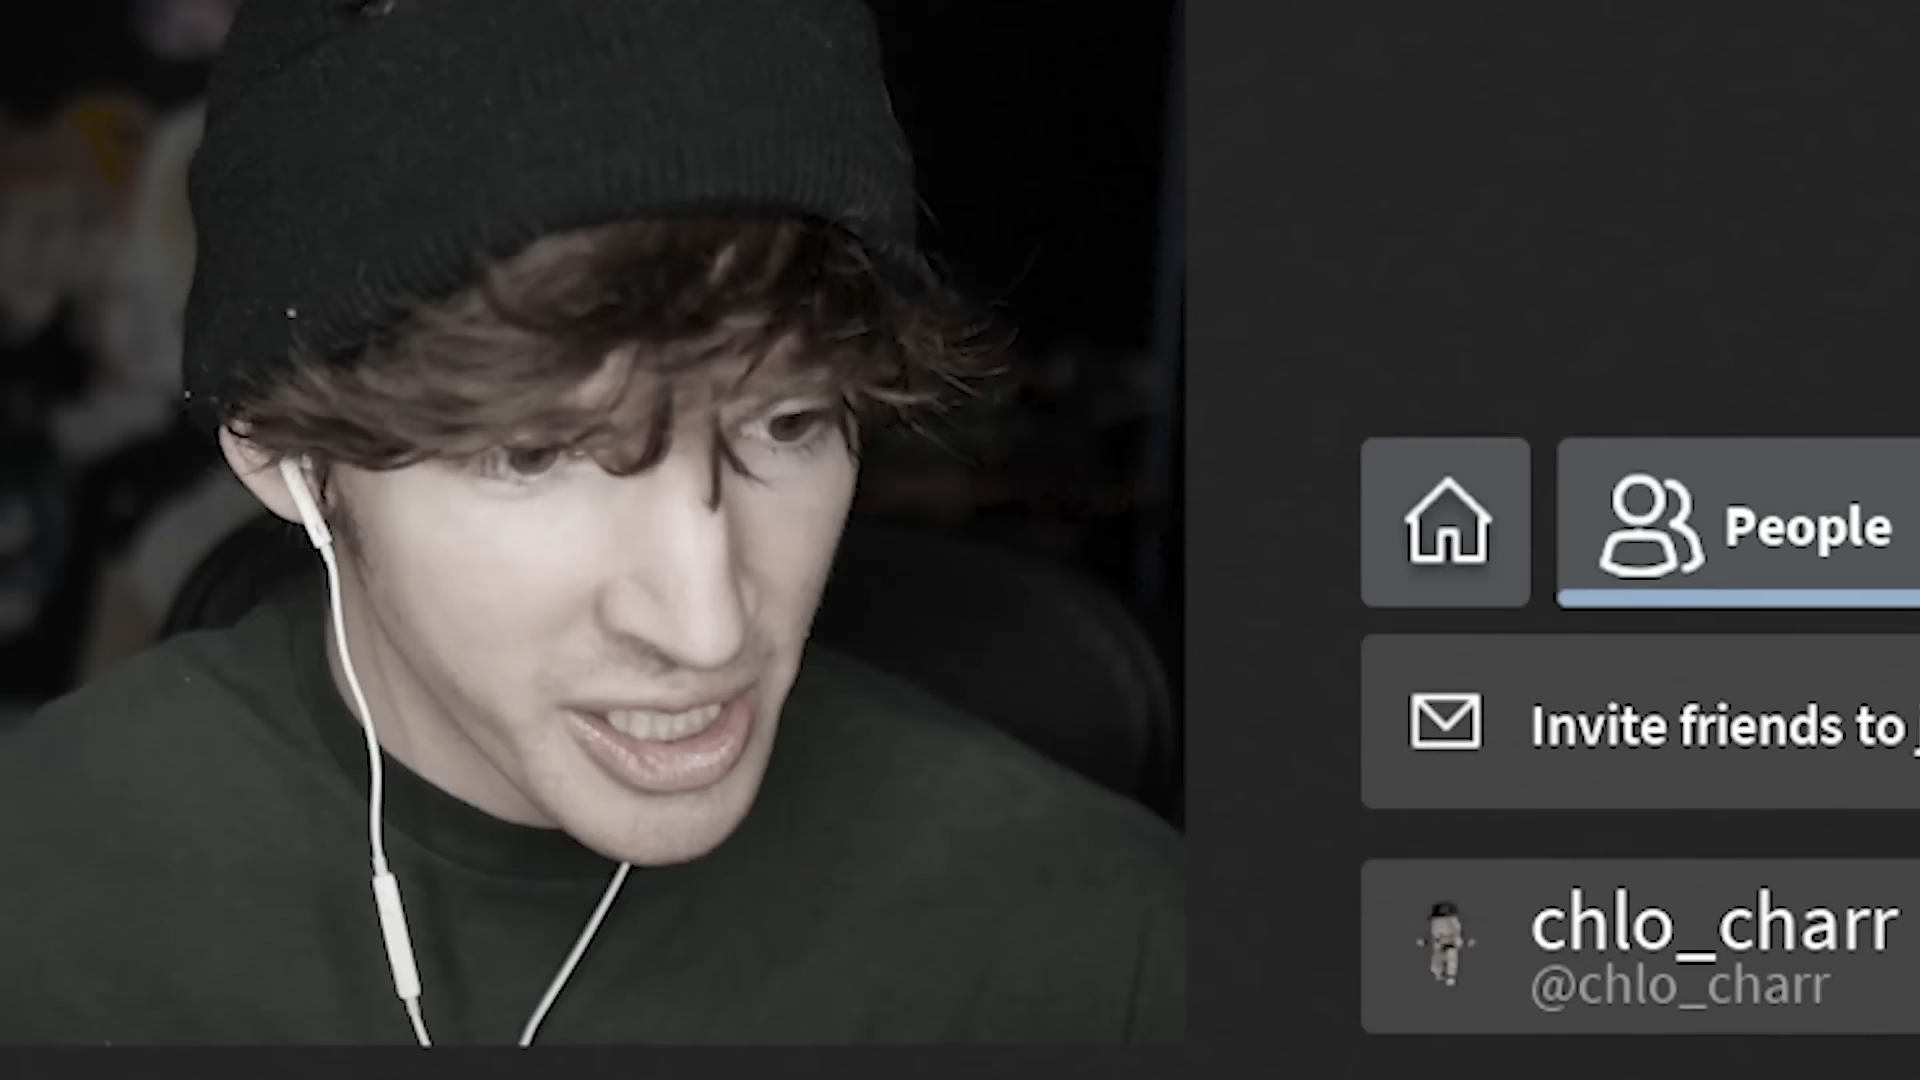 People
Invite friends to
chlo_charr
@chlo_charr